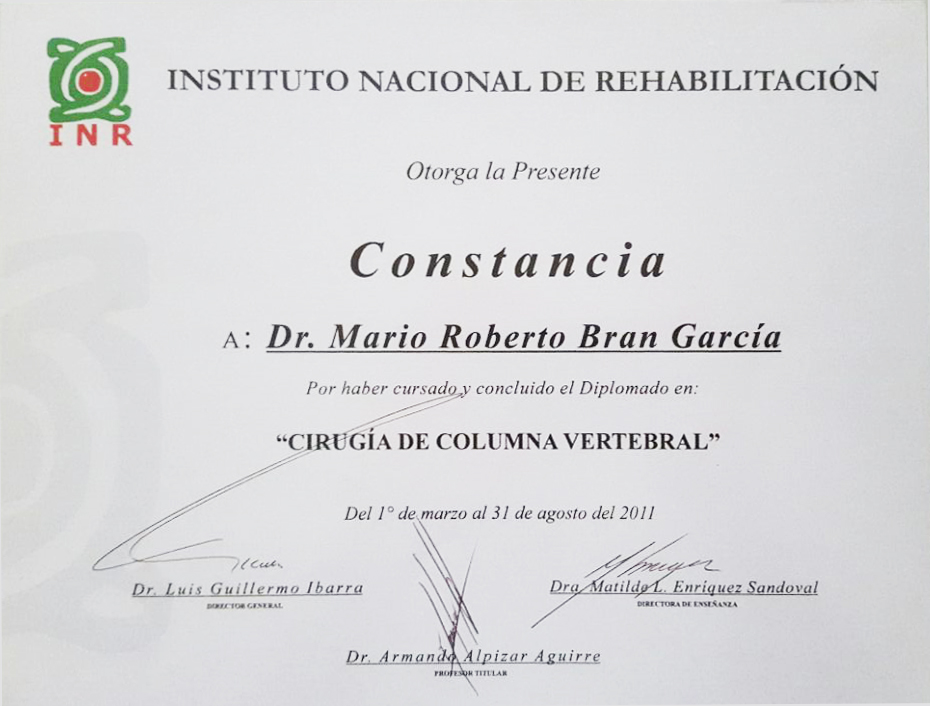 INR
INSTITUTO NACIONAL DE REHABILITACIÓN
Otorga la Presente
Constancia
A: Dr. Mario Roberto Bran García
Por haber cursado y concluido el Diplomado en:
“CIRUGÍA DE COLUMNA VERTEBRAL”
Del 1° de marzo al 31 de agosto del 2011
Dr. Luis Guillermo Ibarra
DIRECTOR GENERAL
Dra. Matilde L. Enriquez Sandoval
DIRECTORA DE ENSEÑANZA
Dr. Armando Alpizar Aguirre
PROFESOR TITULAR